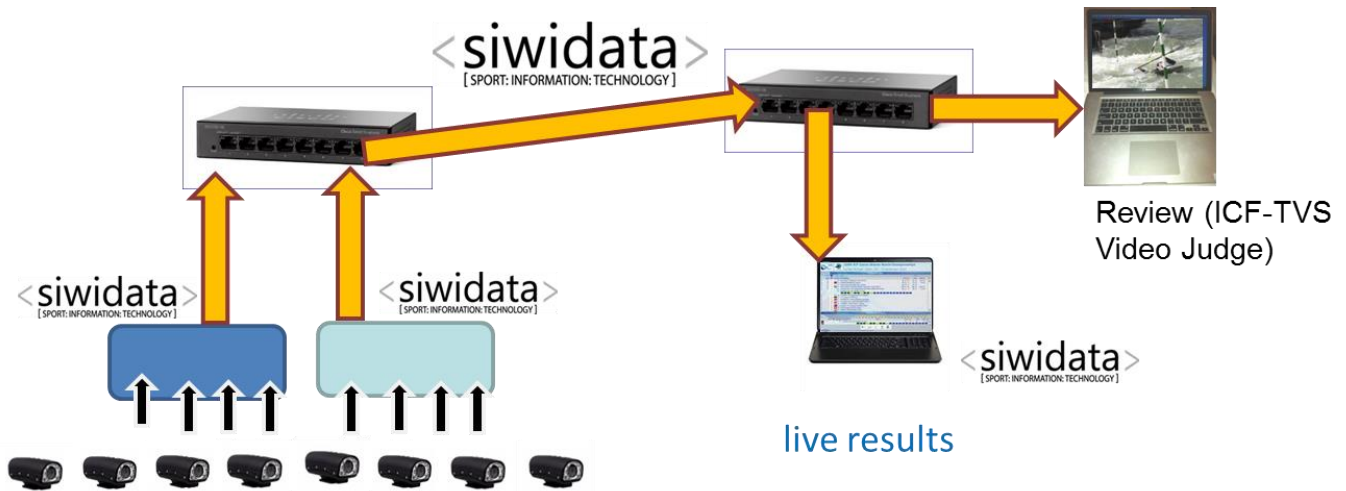 <siwidata>
[ SPORT: INFORMATION: TECHNOLOGY ]
Review (ICF-TVS
Video Judge)
<siwidata>
[ SPORT: INFORMATION: TECHNOLOGY ]
<siwidata>
[ SPORT: INFORMATION: TECHNOLOGY ]
<siwidata>
[ SPORT: INFORMATION: TECHNOLOGY ]
live results